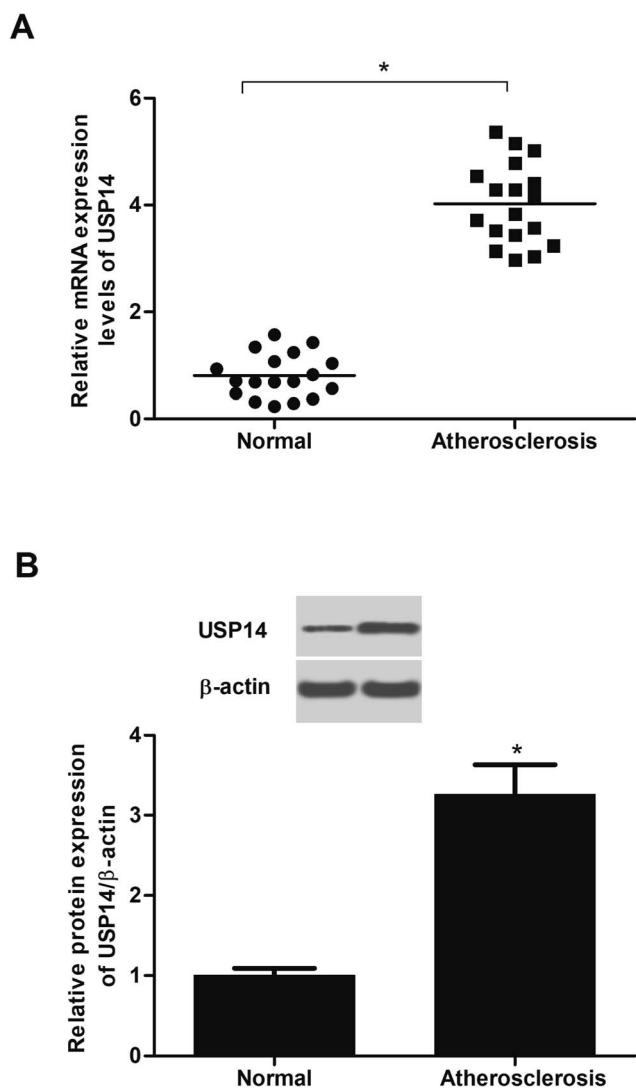 A
*
6
4
2
0
Relative mRNA expression
levels of USP14
Normal
Atherosclerosis
B
USP14
β-actin
4
3
2
1
0
Relative protein expression
of USP14/β-actin
*
Normal
Atherosclerosis